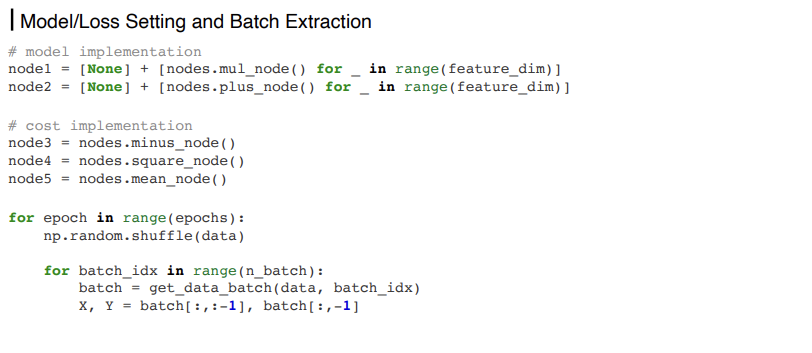 Model/Loss Setting and Batch Extraction
# model implementation
node1 = [None] + [nodes.mul_node() for _ in range(feature_dim)]
node2 = [None] + [nodes.plus_node() for _ in range(feature_dim)]
# cost implementation
node3 = nodes.minus_node()
node4 = nodes.square_node()
node5 = nodes.mean_node()
for epoch in range(epochs):
    np.random.shuffle(data)
    for batch_idx in range(n_batch):
        batch = get_data_batch(data, batch_idx)
        X, Y = batch[:,:-1], batch[:,-1]